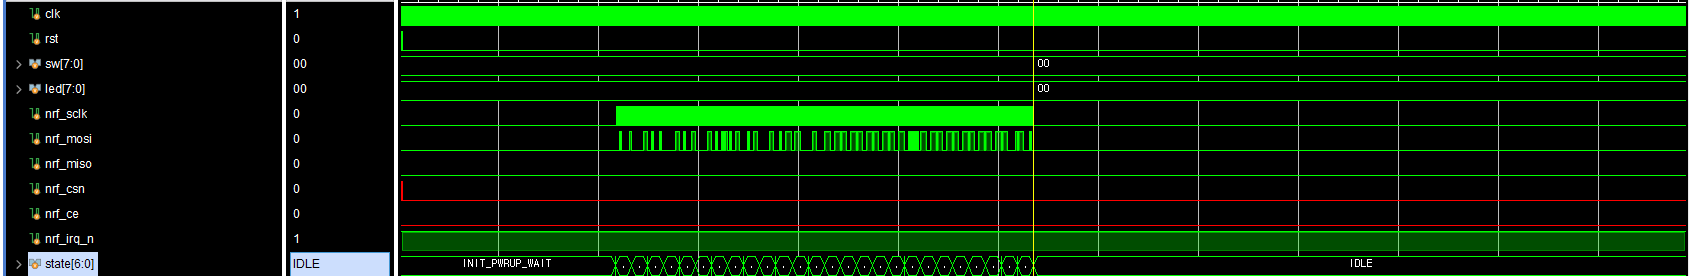 clk 1
rst 0
sw[7:0] 00 00
led[7:0] 00 00
nrf_sclk 0
nrf_mosi 0
nrf_miso 0
nrf_csn 0
nrf_ce 0
nrf_irq_n 1
state[6:0] IDLE INIT_PWRUP_WAIT IDLE